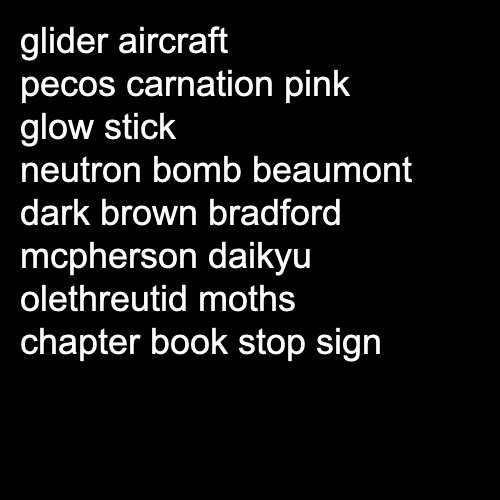 glider aircraft
pecos carnation pink
glow stick
neutron bomb beaumont
dark brown bradford
mcpherson daikyu
olethreutid moths
chapter book stop sign